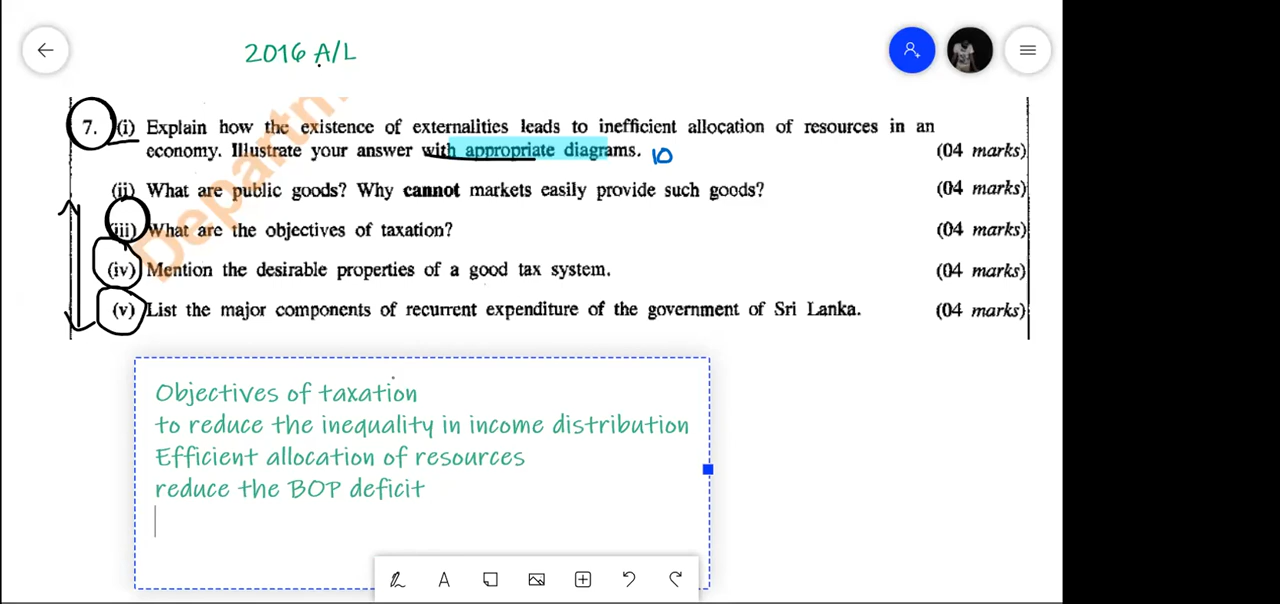 2016 A/L
7. (i) Explain how the existence of externalities leads to inefficient allocation of resources in an
economy. Illustrate your answer with appropriate diagrams. 10 (04 marks)
(ii) What are public goods? Why cannot markets easily provide such goods? (04 marks)
(iii) What are the objectives of taxation? (04 marks)
(iv) Mention the desirable properties of a good tax system. (04 marks)
(v) List the major components of recurrent expenditure of the government of Sri Lanka. (04 marks)
Departm
Objectives of taxation
to reduce the inequality in income distribution
Efficient allocation of resources
reduce the BOP deficit
A